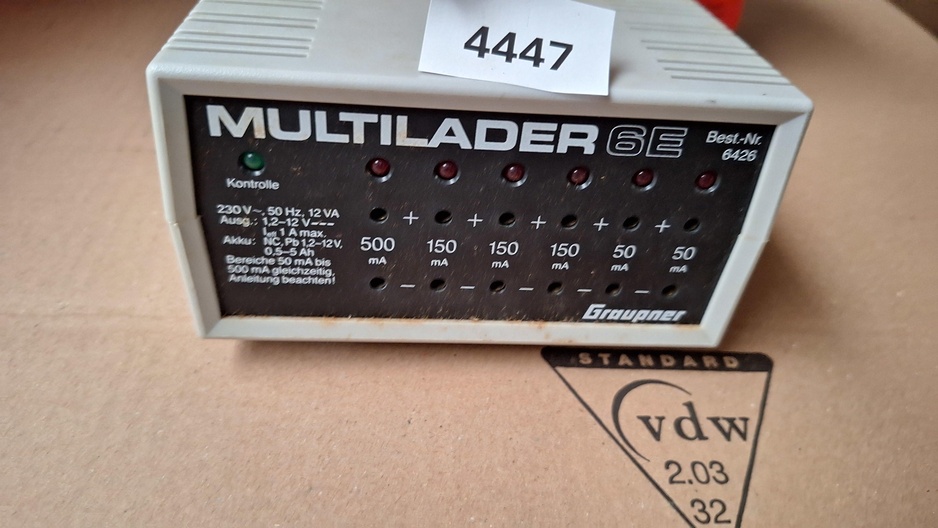 4447
MULTILADER 6E
Best.-Nr.
6426
Kontrolle
230 V~, 50 Hz, 12 VA
Ausg.: 1,2–12 V---
Ieff 1 A max.
Akku: NC, Pb 1,2–12 V,
0,5–5 Ah
Bereiche 50 mA bis
500 mA gleichzeitig,
Anleitung beachten!
+ + + + +
500 150 150 150 50 50
mA mA mA mA mA mA
– – – – –
Graupner
STANDARD
vdw
2.03
32